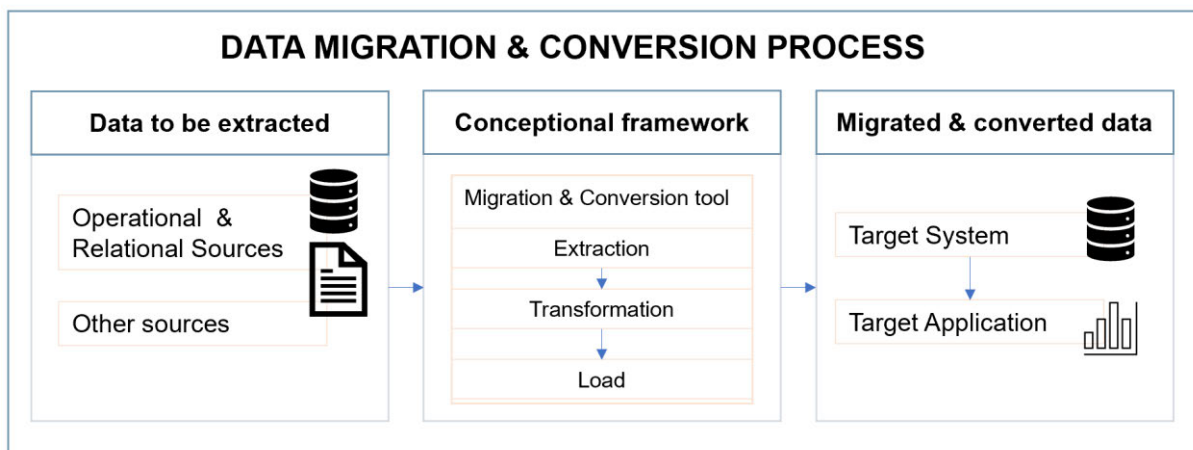 DATA MIGRATION & CONVERSION PROCESS
Data to be extracted
Operational &
Relational Sources
Other sources
Conceptional framework
Migration & Conversion tool
Extraction
Transformation
Load
Migrated & converted data
Target System
Target Application